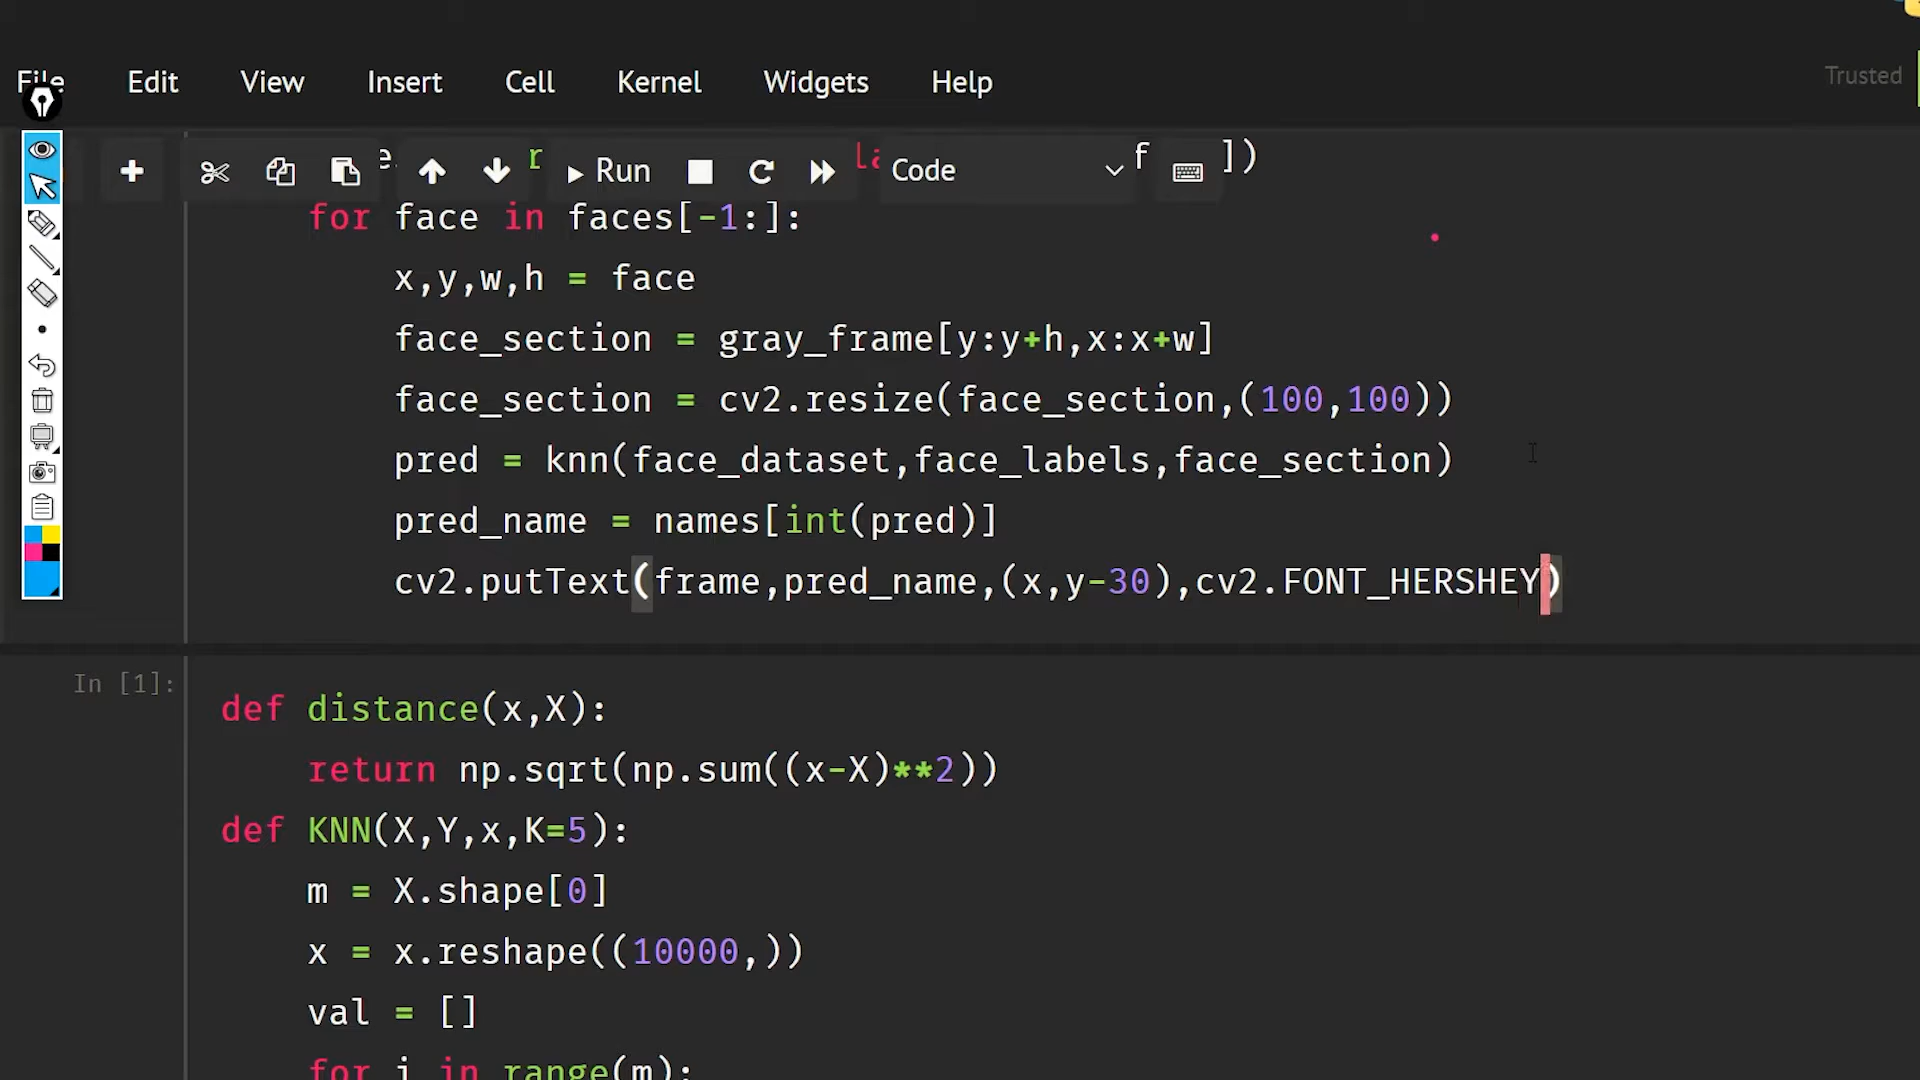 File Edit View Insert Cell Kernel Widgets Help
Trusted
Run Code
for face in faces[-1:]:
x,y,w,h = face
face_section = gray_frame[y:y+h,x:x+w]
face_section = cv2.resize(face_section,(100,100))
pred = knn(face_dataset,face_labels,face_section)
pred_name = names[int(pred)]
cv2.putText(frame,pred_name,(x,y-30),cv2.FONT_HERSHEY)
In [1]:
def distance(x,X):
return np.sqrt(np.sum((x-X)**2))
def KNN(X,Y,x,K=5):
m = X.shape[0]
x = x.reshape((10000,))
val = []
for i in range(m):